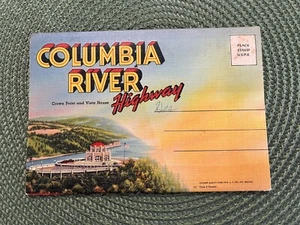 COLUMBIA
RIVER
Highway
Crown Point and Vista House
PLACE
STAMP
HERE